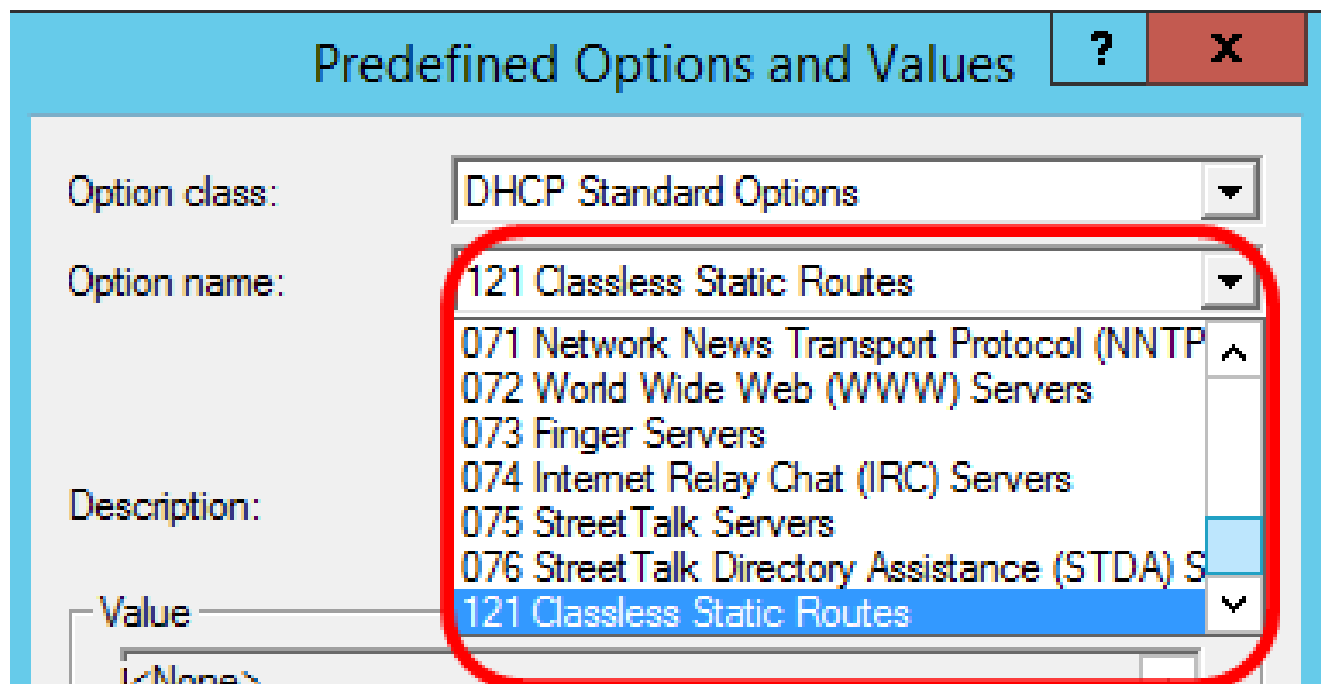 Predefined Options and Values ? x
Option class: DHCP Standard Options
Option name: 121 Classless Static Routes
071 Network News Transport Protocol (NNTP
072 World Wide Web (WWW) Servers
073 Finger Servers
074 Internet Relay Chat (IRC) Servers
Description:
075 StreetTalk Servers
076 StreetTalk Directory Assistance (STDA) S
Value
121 Classless Static Routes
<None>